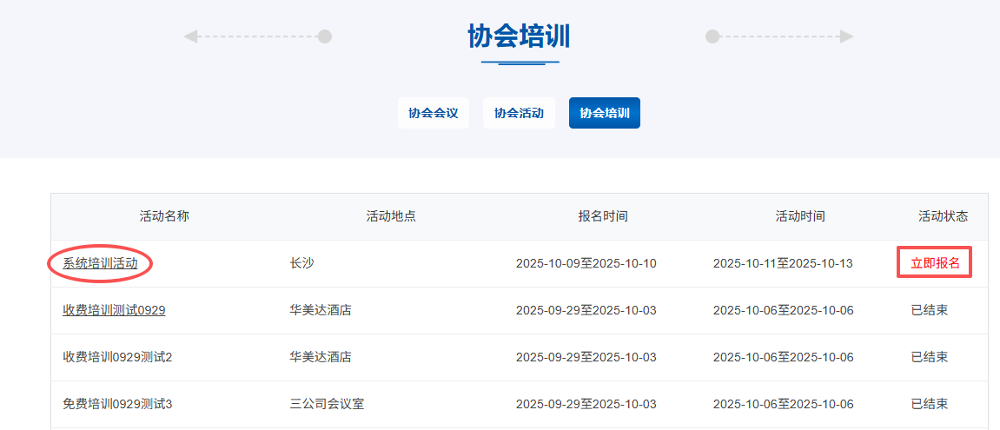 协会培训
协会会议 协会活动 协会培训
活动名称 活动地点 报名时间 活动时间 活动状态
系统培训活动 长沙 2025-10-09至2025-10-10 2025-10-11至2025-10-13 立即报名
收费培训测试0929 华美达酒店 2025-09-29至2025-10-03 2025-10-06至2025-10-06 已结束
收费培训0929测试2 华美达酒店 2025-09-29至2025-10-03 2025-10-06至2025-10-06 已结束
免费培训0929测试3 三公司会议室 2025-09-29至2025-10-03 2025-10-06至2025-10-06 已结束